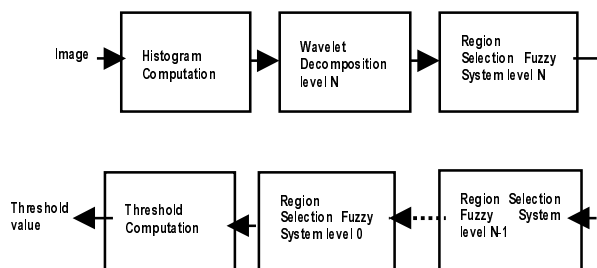 Image
Histogram
Computation
Wavelet
Decomposition
level N
Region
Selection Fuzzy
System level N
Region Selection
Fuzzy System
level N-1
Region
Selection Fuzzy
System level 0
Threshold
Computation
Threshold
value